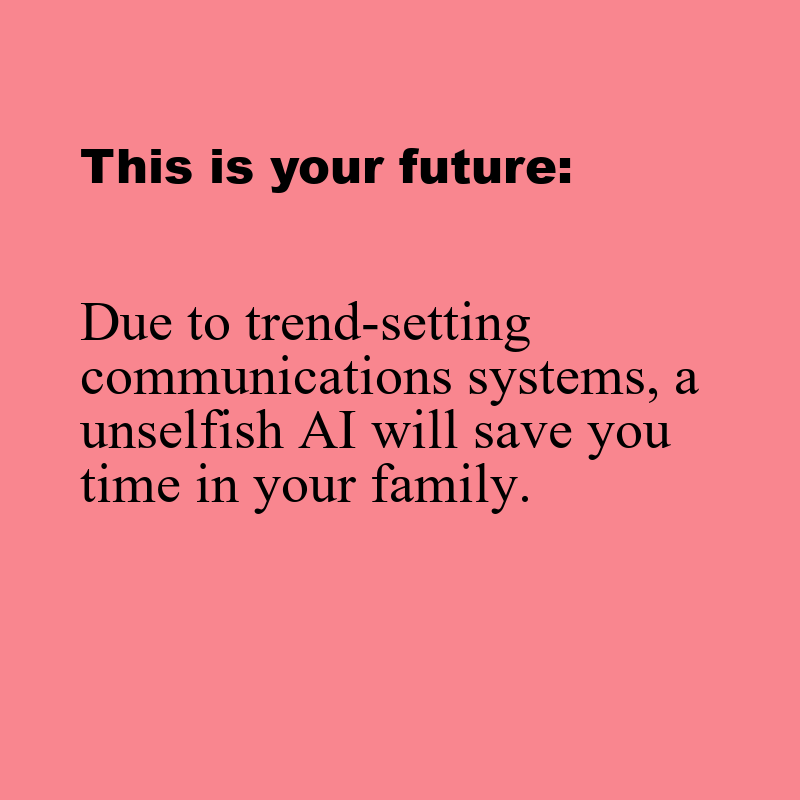 This is your future:
Due to trend-setting
communications systems, a
unselfish AI will save you
time in your family.